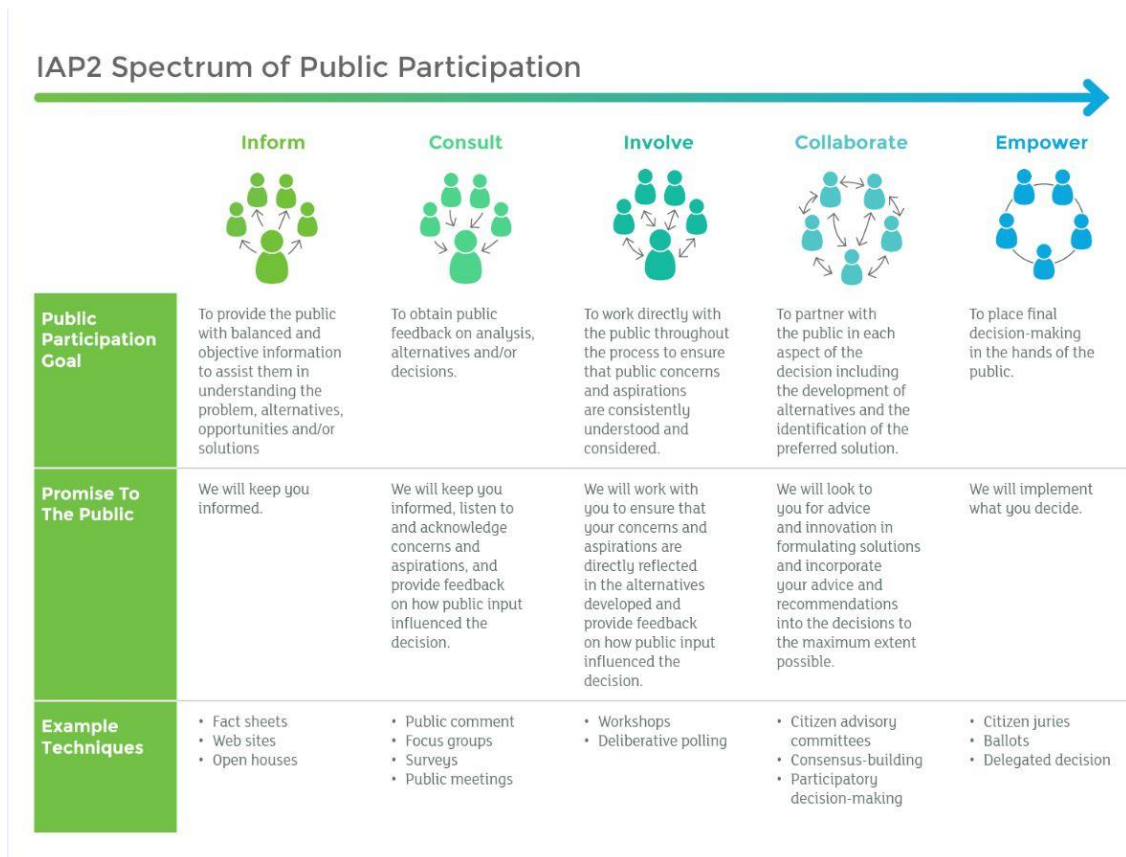 IAP2 Spectrum of Public Participation
Inform
Consult
Involve
Collaborate
Empower
Public
Participation
Goal
To provide the public
with balanced and
objective information
to assist them in
understanding the
problem, alternatives,
opportunities and/or
solutions
To obtain public
feedback on analysis,
alternatives and/or
decisions.
To work directly with
the public throughout
the process to ensure
that public concerns
and aspirations
are consistently
understood and
considered.
To partner with
the public in each
aspect of the
decision including
the development of
alternatives and the
identification of the
preferred solution.
To place final
decision-making
in the hands of the
public.
Promise To
The Public
We will keep you
informed.
We will keep you
informed, listen to
and acknowledge
concerns and
aspirations, and
provide feedback
on how public input
influenced the
decision.
We will work with
you to ensure that
your concerns and
aspirations are
directly reflected
in the alternatives
developed and
provide feedback
on how public input
influenced the
decision.
We will look to
you for advice
and innovation in
formulating solutions
and incorporate
your advice and
recommendations
into the decisions to
the maximum extent
possible.
We will implement
what you decide.
Example
Techniques
• Fact sheets
• Web sites
• Open houses
• Public comment
• Focus groups
• Surveys
• Public meetings
• Workshops
• Deliberative polling
• Citizen advisory
committees
• Consensus-building
• Participatory
decision-making
• Citizen juries
• Ballots
• Delegated decision